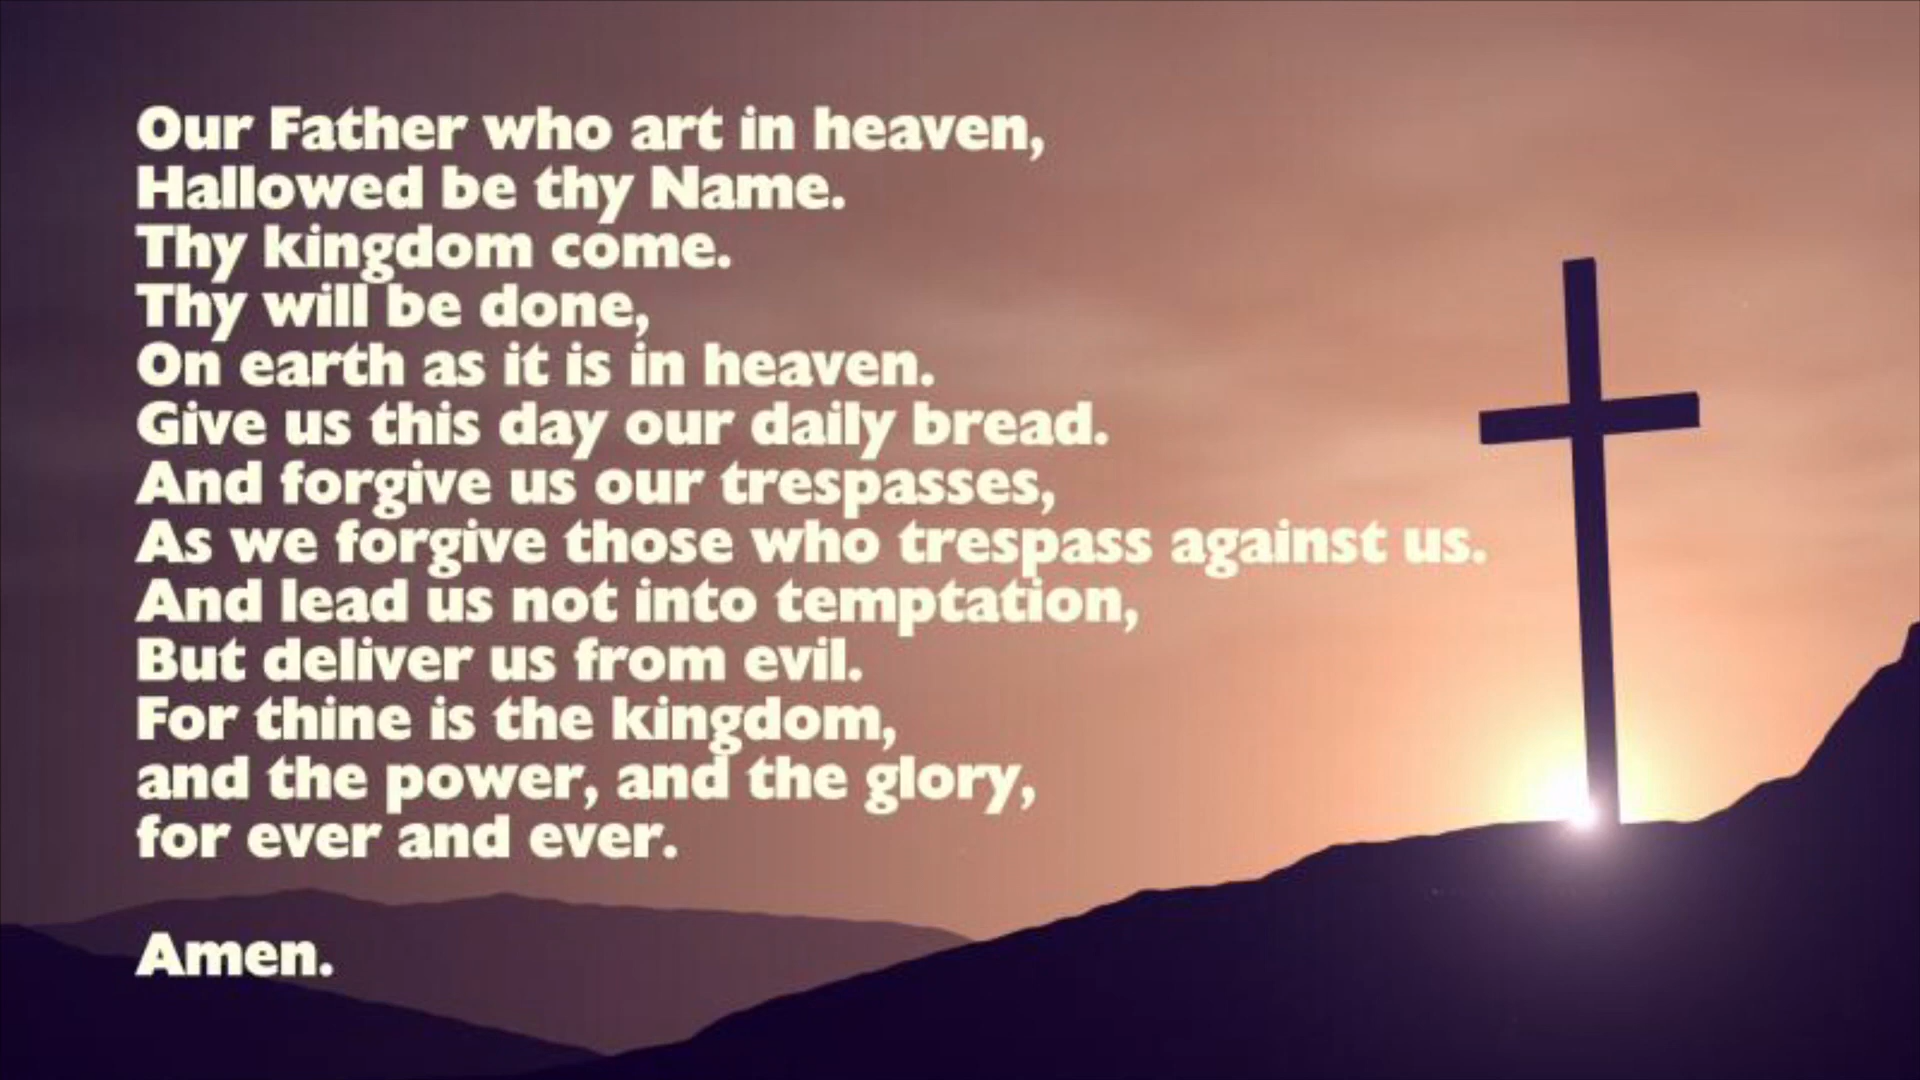 Our Father who art in heaven,
Hallowed be thy Name.
Thy kingdom come.
Thy will be done,
On earth as it is in heaven.
Give us this day our daily bread.
And forgive us our trespasses,
As we forgive those who trespass against us.
And lead us not into temptation,
But deliver us from evil.
For thine is the kingdom,
and the power, and the glory,
for ever and ever.
Amen.